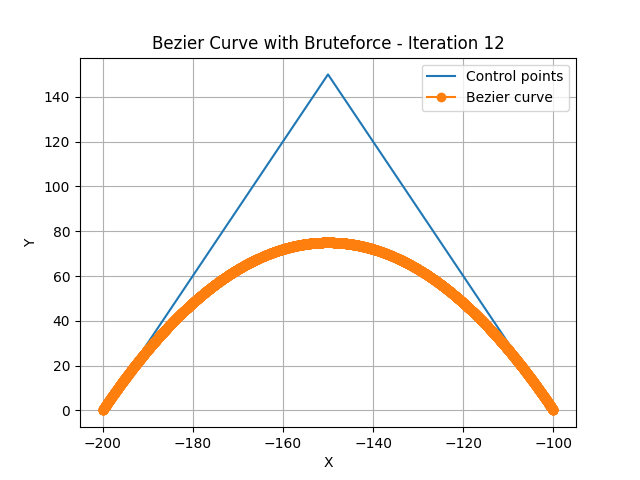 Bezier Curve with Bruteforce - Iteration 12
Control points
Bezier curve
140
120
100
80
60
40
20
0
Y
−200 −180 −160 −140 −120 −100
X